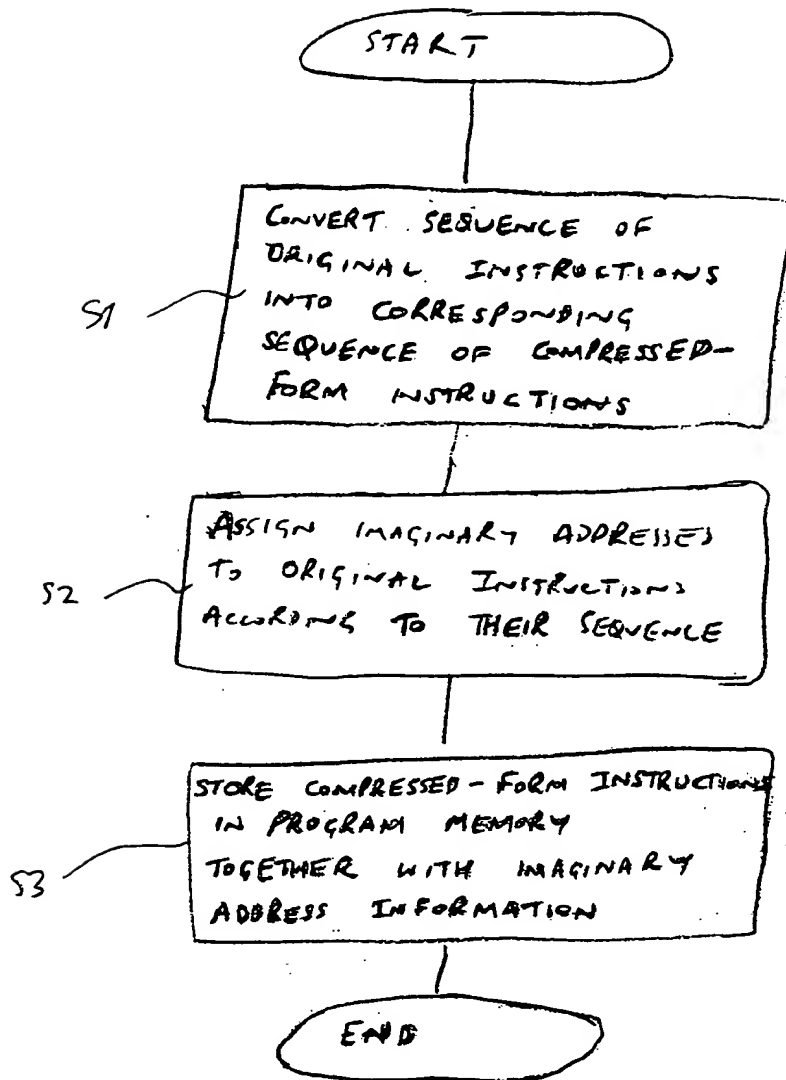 START
CONVERT SEQUENCE OF
ORIGINAL INSTRUCTIONS
INTO CORRESPONDING
SEQUENCE OF COMPRESSED-
FORM INSTRUCTIONS
S1
ASSIGN IMAGINARY ADDRESSES
TO ORIGINAL INSTRUCTIONS
ACCORDING TO THEIR SEQUENCE
S2
STORE COMPRESSED-FORM INSTRUCTIONS
IN PROGRAM MEMORY
TOGETHER WITH IMAGINARY
ADDRESS INFORMATION
S3
END